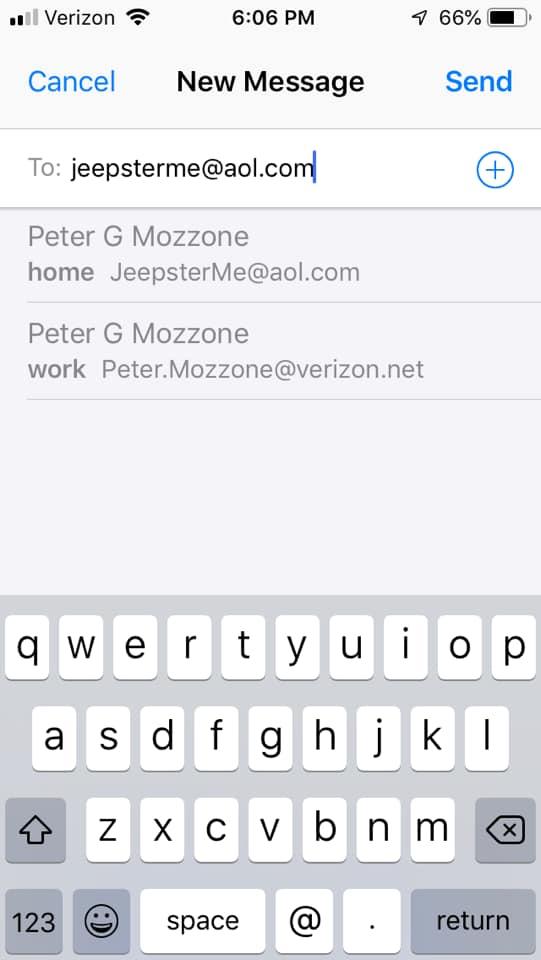 Verizon 6:06 PM 66%
Cancel New Message Send
To: jeepsterme@aol.com
Peter G Mozzone
home JeepsterMe@aol.com
Peter G Mozzone
work Peter.Mozzone@verizon.net
q w e r t y u i o p
a s d f g h j k l
z x c v b n m
123 space @ . return